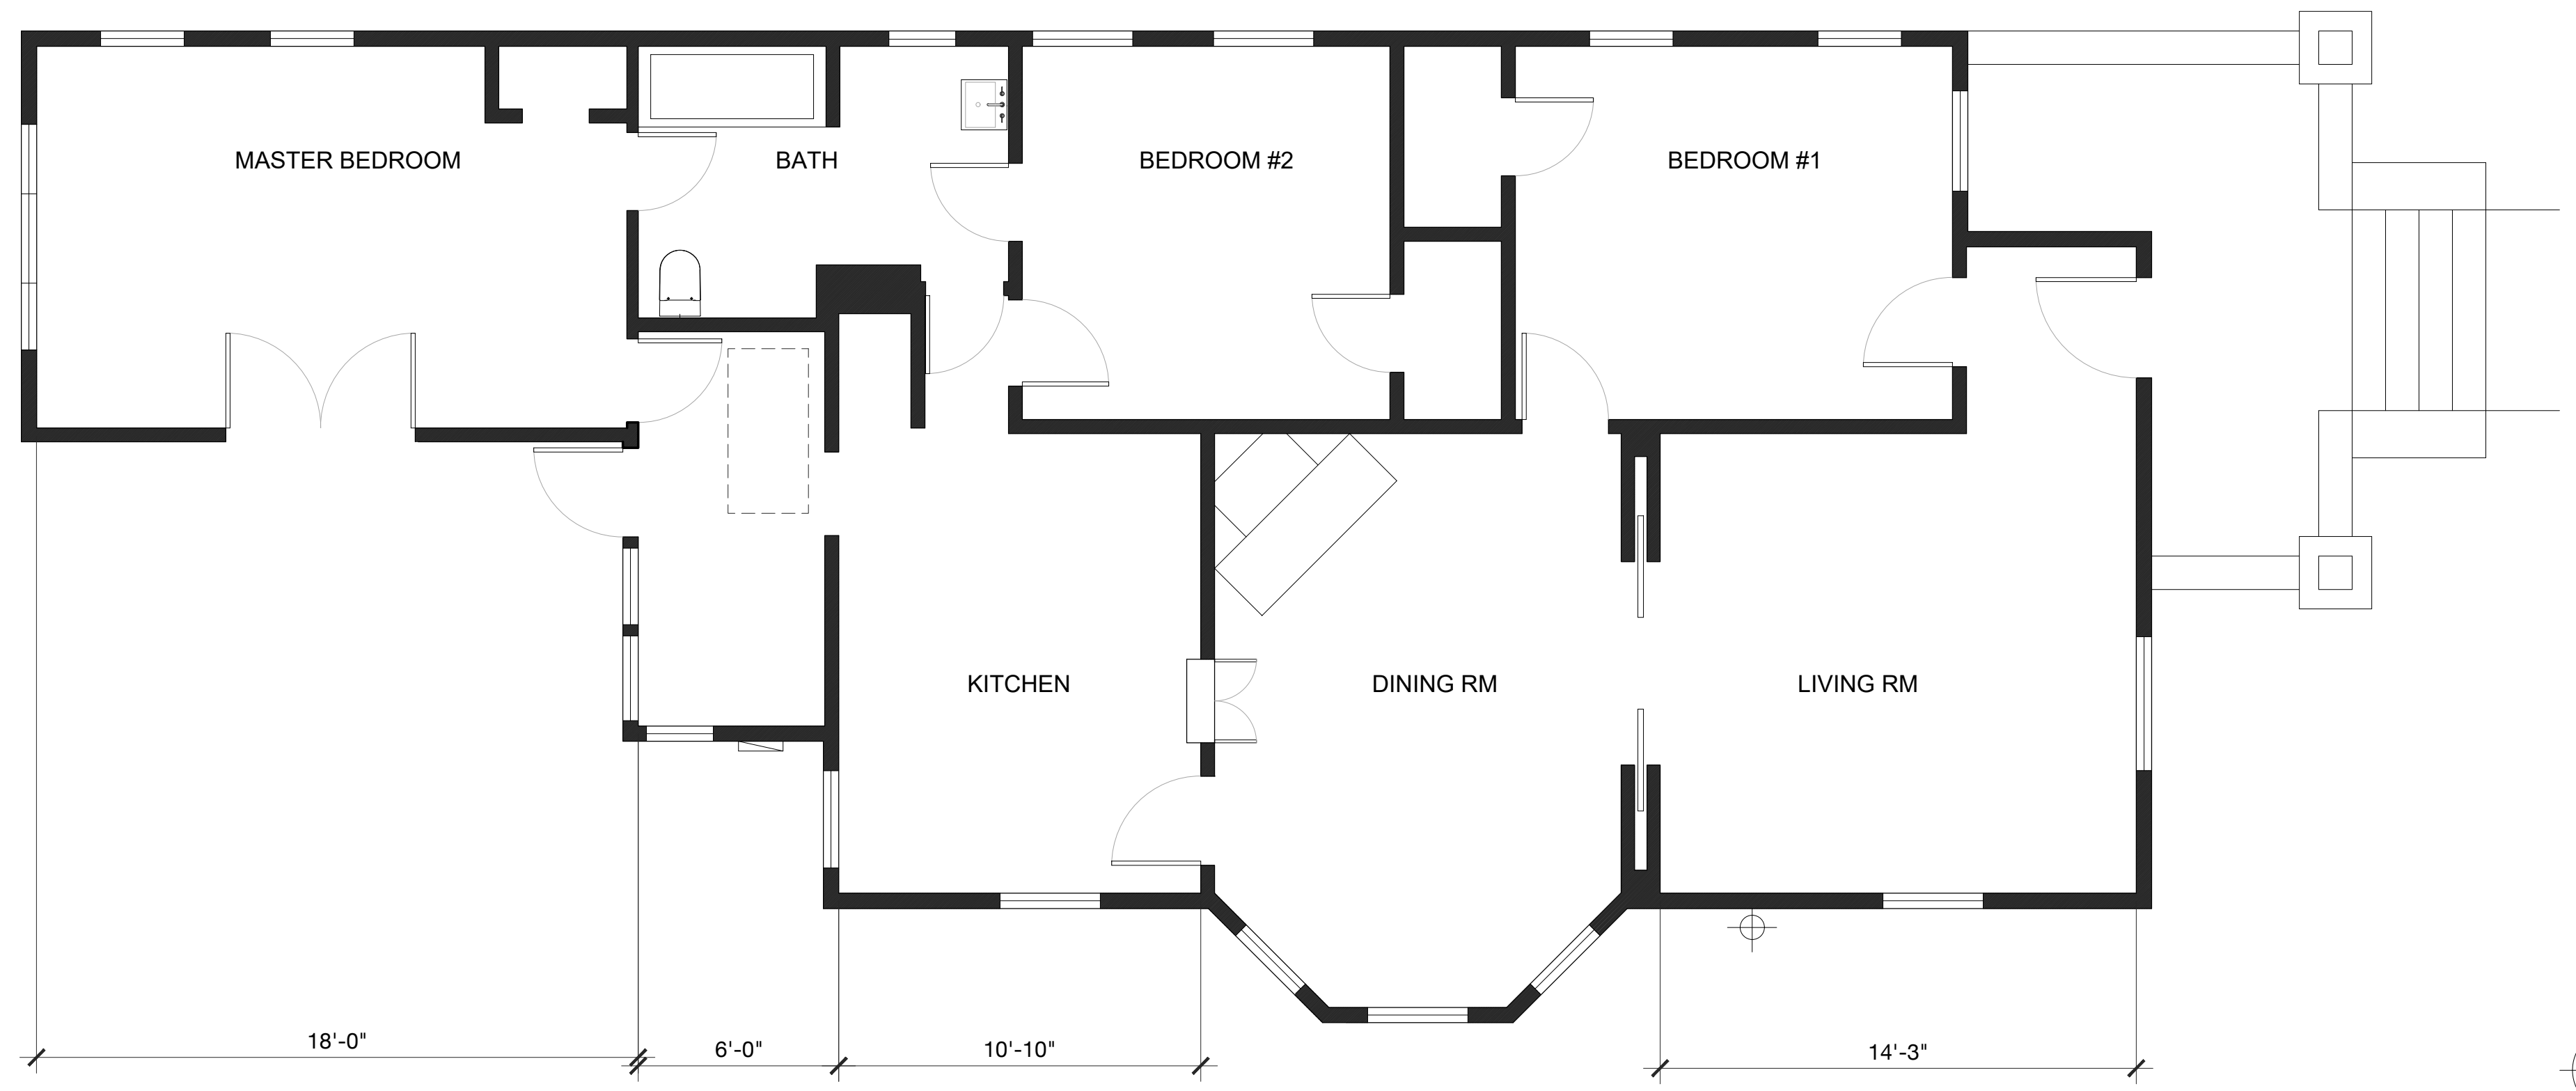 MASTER BEDROOM
BATH
BEDROOM #2
BEDROOM #1
KITCHEN
DINING RM
LIVING RM
18'-0"
6'-0"
10'-10"
14'-3"